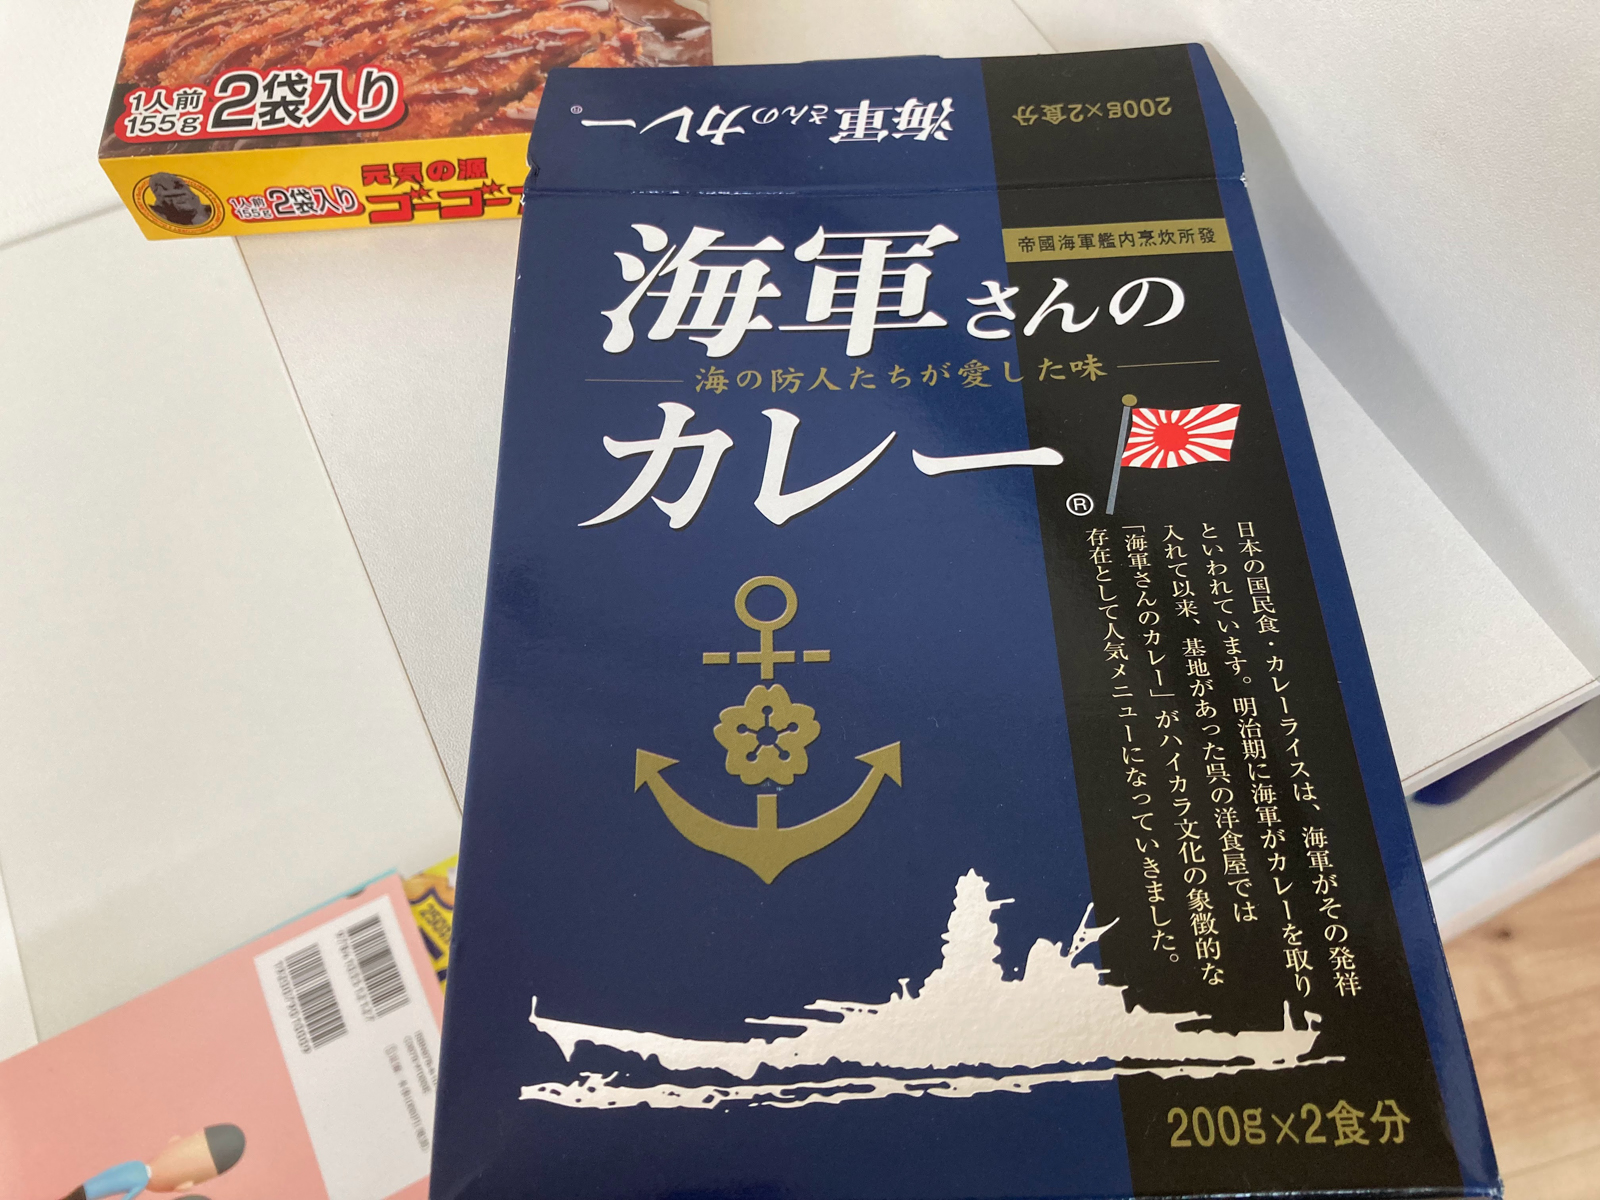 1人前
155g
2袋入り
1人前
155g
2袋入り
元気の源
ゴーゴー
海軍さんのカレー®
200g×2食分
帝國海軍艦内烹炊所發
海軍さんの
海の防人たちが愛した味
カレー®
日本の国民食・カレーライスは、海軍がその発祥
といわれています。明治期に海軍がカレーを取り
入れて以来、基地があった呉の洋食屋では
「海軍さんのカレー」がハイカラ文化の象徴的な
存在として人気メニューになっていきました。
200g×2食分